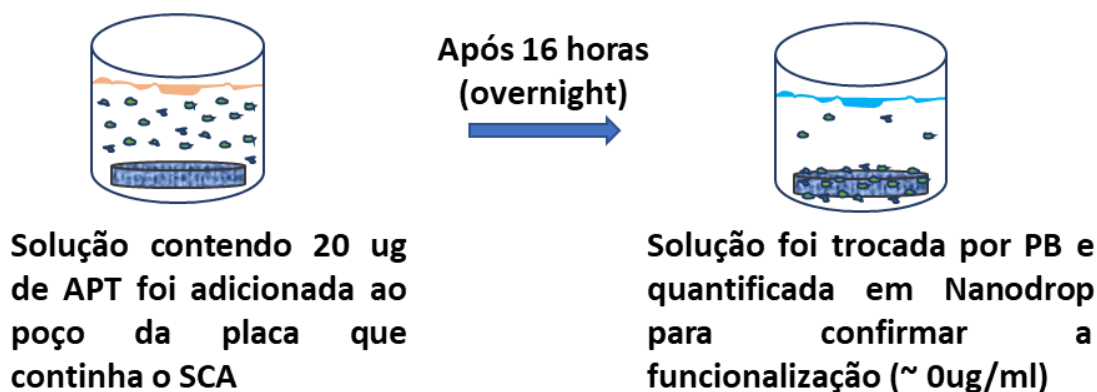 Após 16 horas
(overnight)
Solução contendo 20 ug
de APT foi adicionada ao
poço da placa que
continha o SCA
Solução foi trocada por PB e
quantificada em Nanodrop
para confirmar a
funcionalização (~ 0ug/ml)